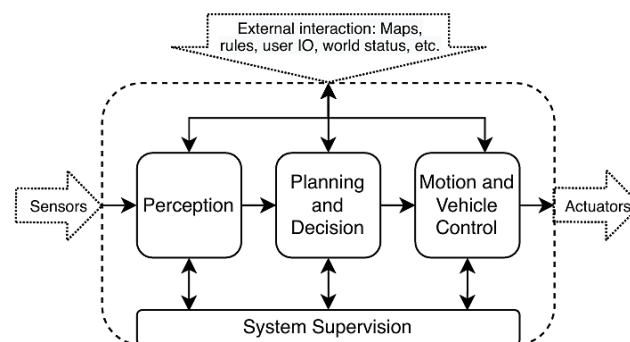 External interaction: Maps,
rules, user IO, world status, etc.
Sensors
Perception
Planning
and
Decision
Motion and
Vehicle
Control
Actuators
System Supervision